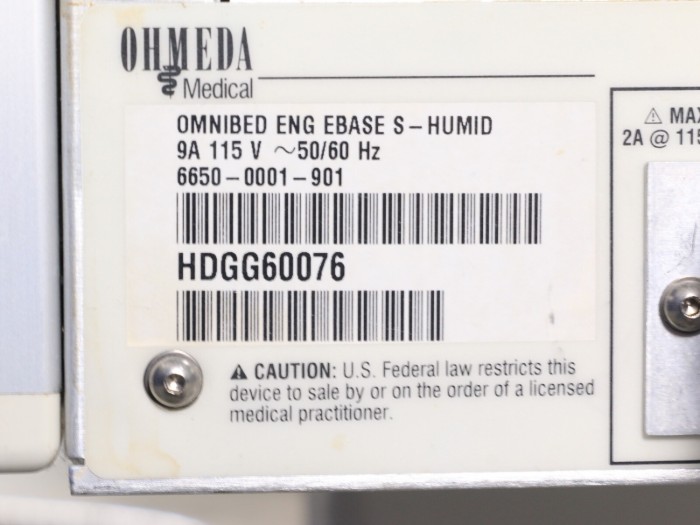 OHMEDA
Medical
OMNIBED ENG EBASE S-HUMID
9A 115 V ~50/60 Hz
6650-0001-901
HDGG60076
⚠ CAUTION: U.S. Federal law restricts this
device to sale by or on the order of a licensed
medical practitioner.
⚠ MAX
2A @ 115